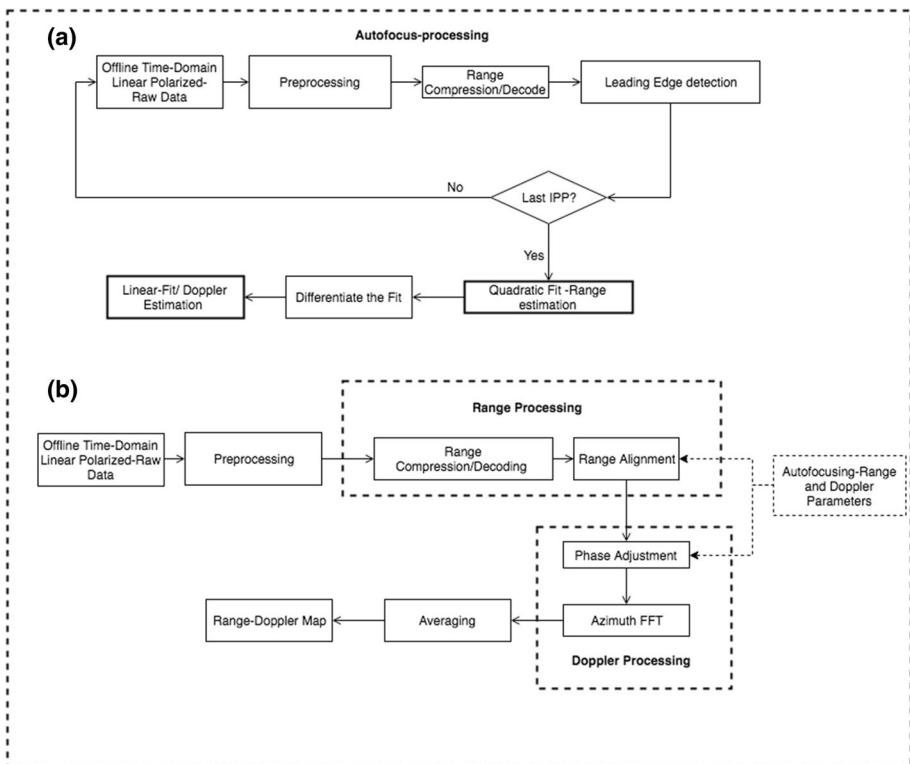 (a)
Autofocus-processing
Offline Time-Domain
Linear Polarized-
Raw Data
Preprocessing
Range
Compression/Decode
Leading Edge detection
No
Last IPP?
Yes
Linear-Fit/ Doppler
Estimation
Differentiate the Fit
Quadratic Fit -Range
estimation
(b)
Range Processing
Offline Time-Domain
Linear Polarized-Raw
Data
Preprocessing
Range
Compression/Decoding
Range Alignment
Autofocusing-Range
and Doppler
Parameters
Phase Adjustment
Range-Doppler Map
Averaging
Azimuth FFT
Doppler Processing